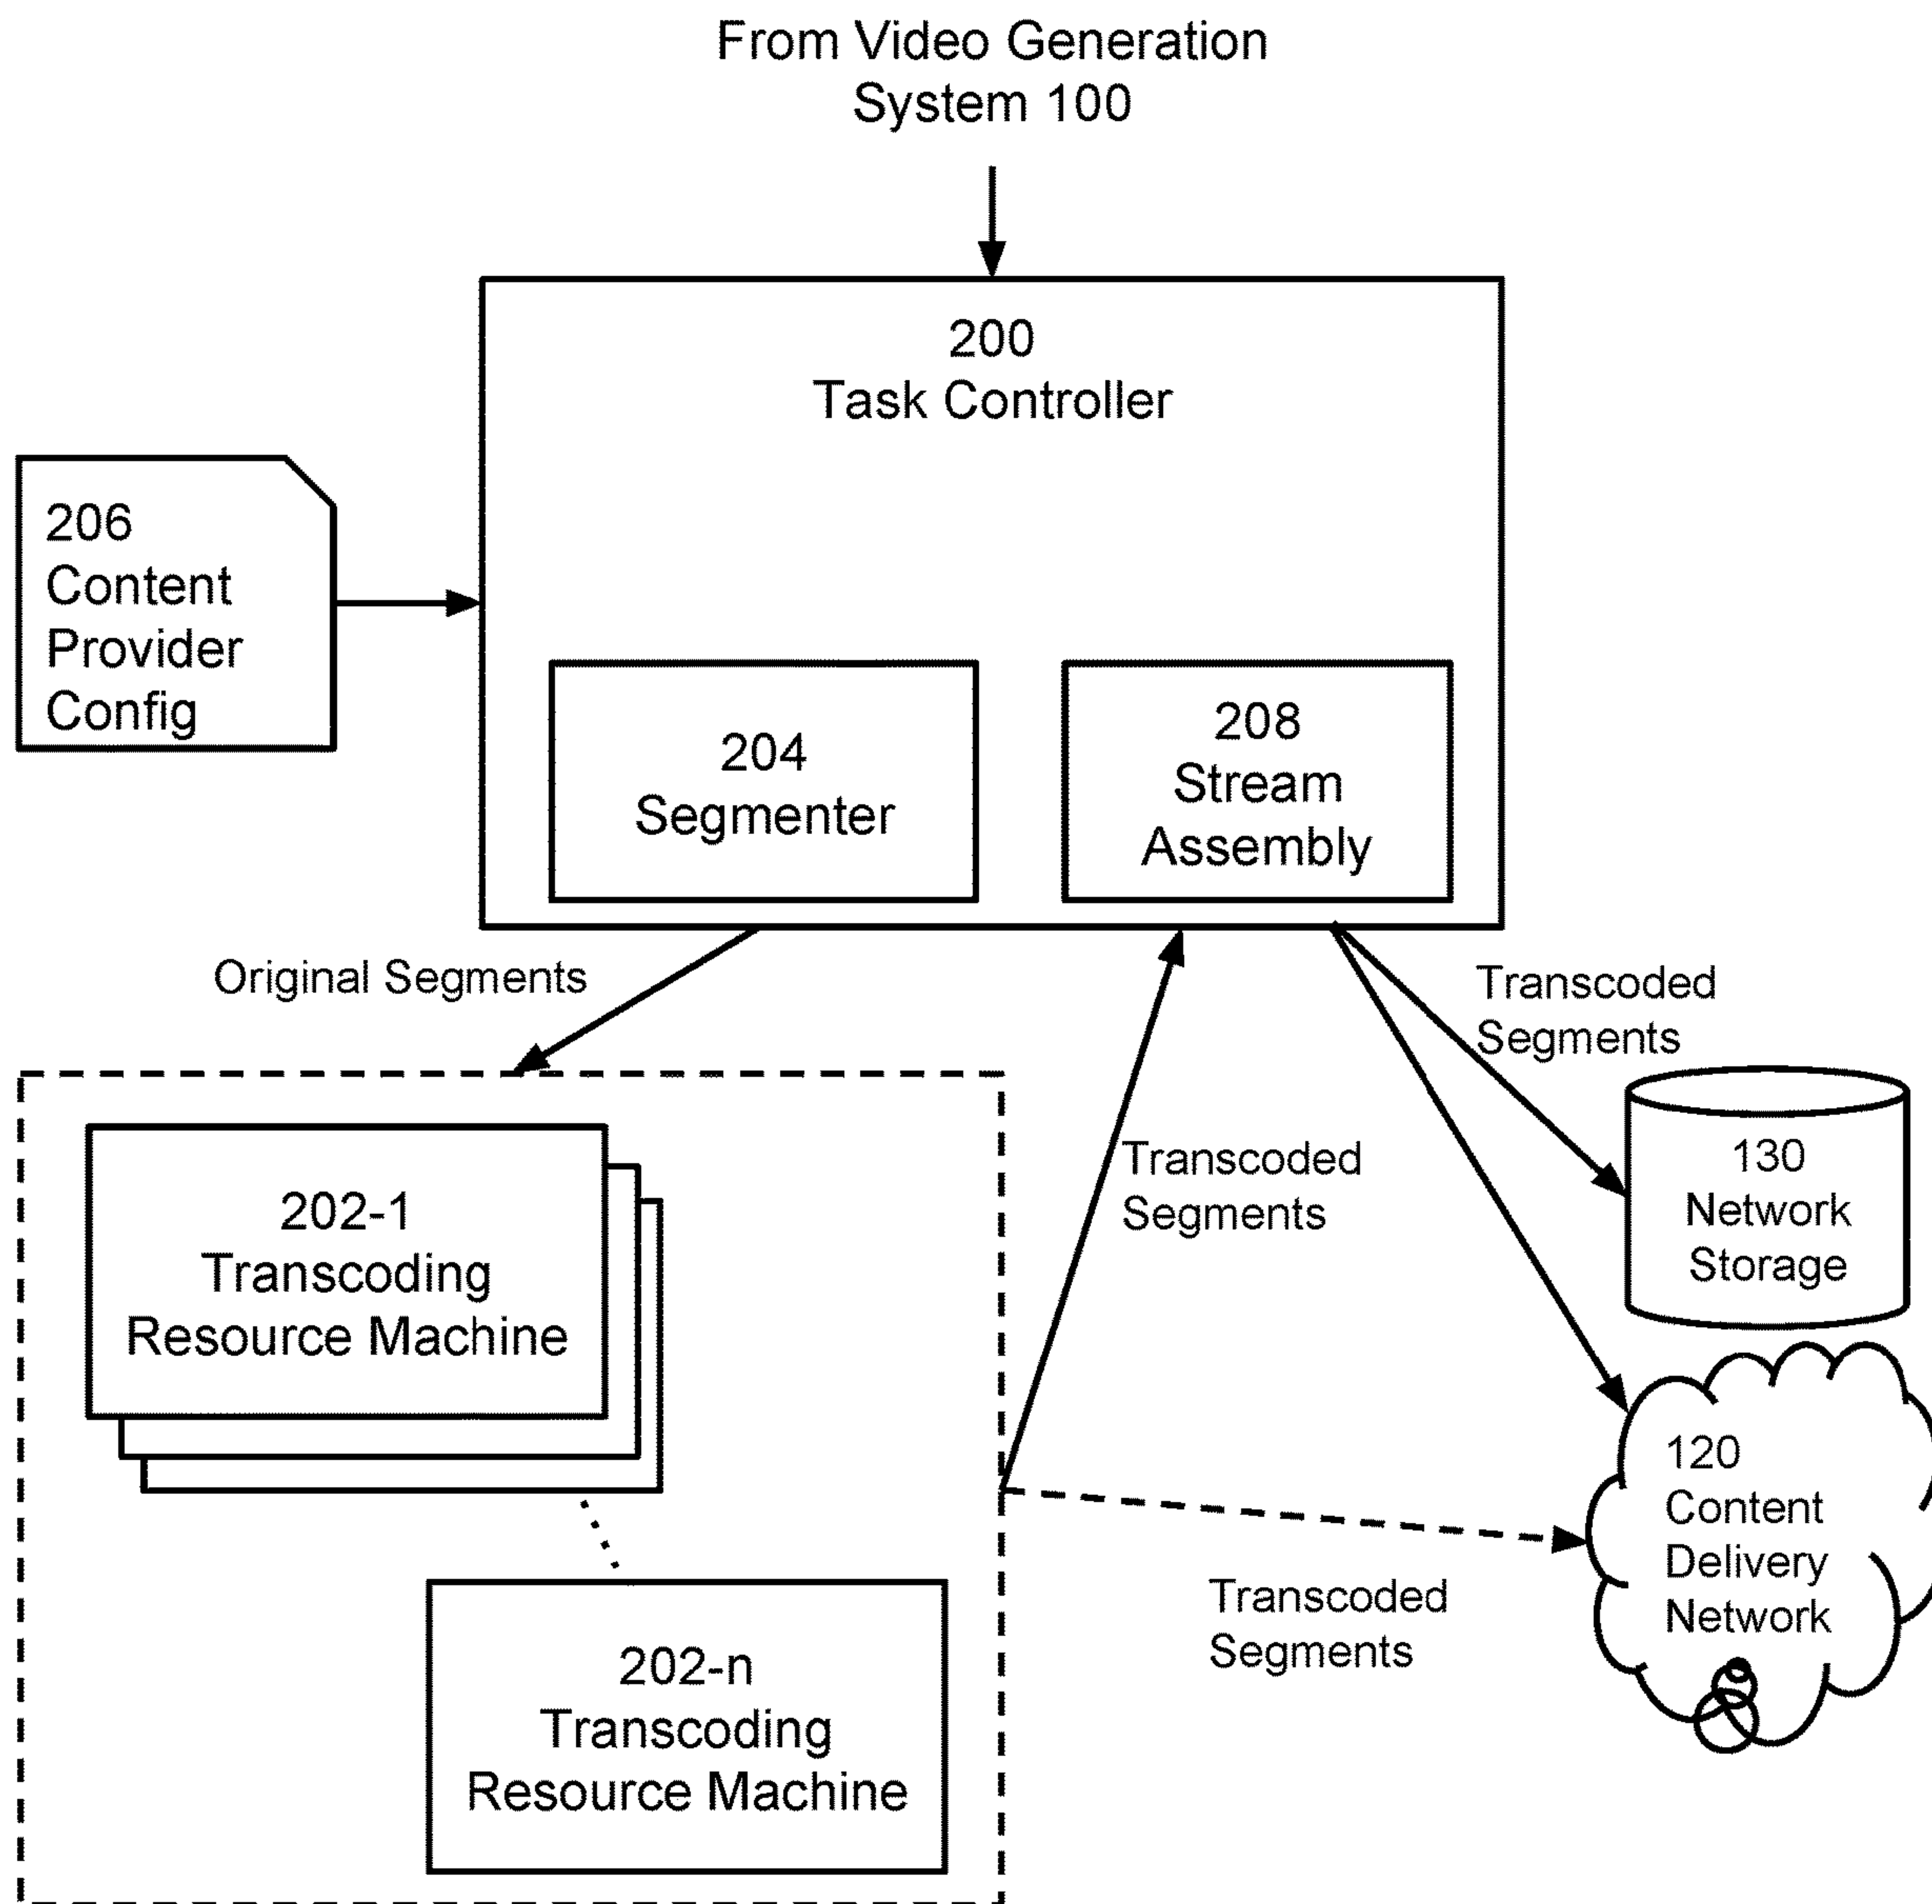 From Video Generation
System 100
200
Task Controller
206
Content
Provider
Config
204
Segmenter
208
Stream
Assembly
Original Segments
Transcoded
Segments
Transcoded
Segments
130
Network
Storage
202-1
Transcoding
Resource Machine
120
Content
Delivery
Network
Transcoded
Segments
202-n
Transcoding
Resource Machine